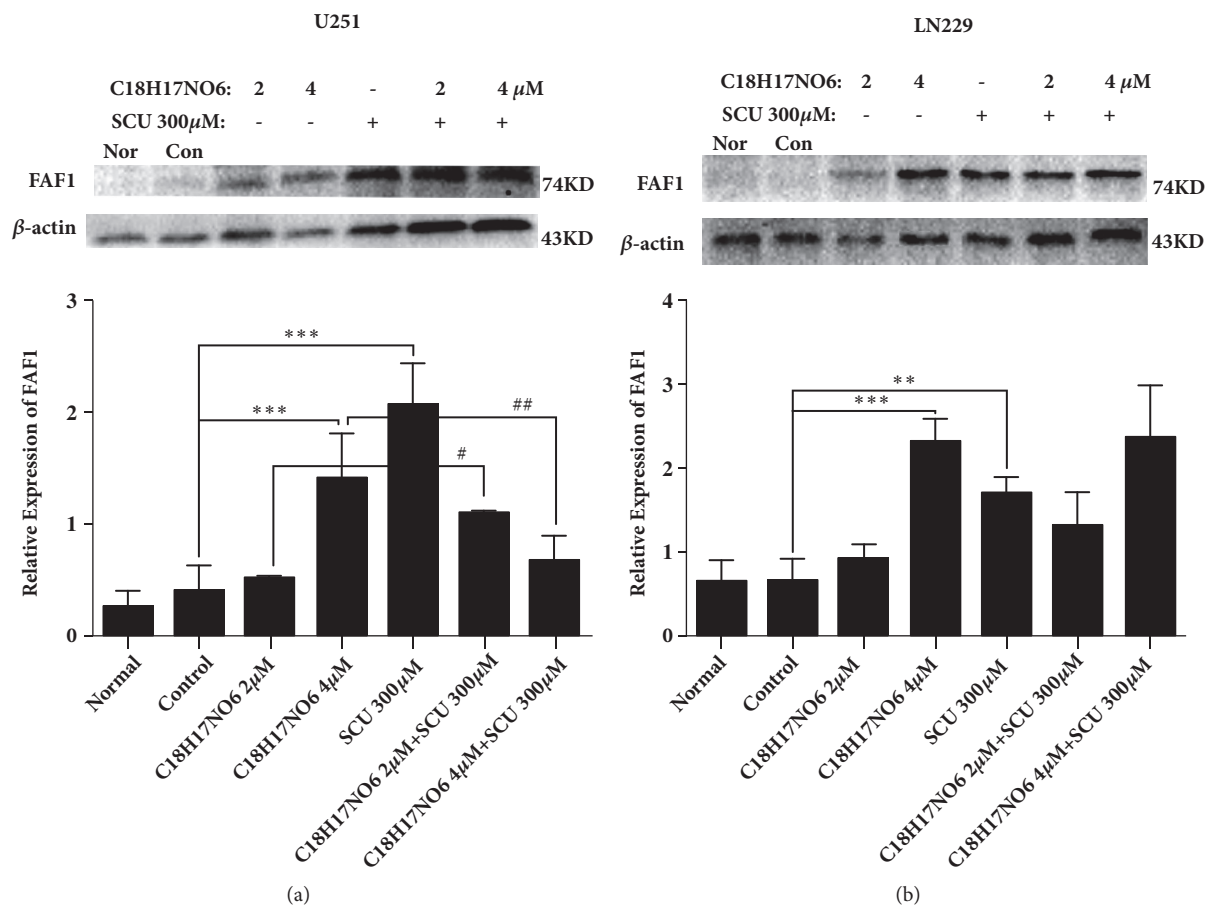 U251
C18H17NO6: 2 4 - 2 4 μM
SCU 300μM: - - + + +
Nor Con
FAF1 74KD
β-actin 43KD
3
2
1
0
Relative Expression of FAF1
***
***
##
#
Normal
Control
C18H17NO6 2μM
C18H17NO6 4μM
SCU 300μM
C18H17NO6 2μM+SCU 300μM
C18H17NO6 4μM+SCU 300μM
(a)
LN229
C18H17NO6: 2 4 - 2 4 μM
SCU 300μM: - - + + +
Nor Con
FAF1 74KD
β-actin 43KD
4
3
2
1
0
Relative Expression of FAF1
**
***
Normal
Control
C18H17NO6 2μM
C18H17NO6 4μM
SCU 300μM
C18H17NO6 2μM+SCU 300μM
C18H17NO6 4μM+SCU 300μM
(b)